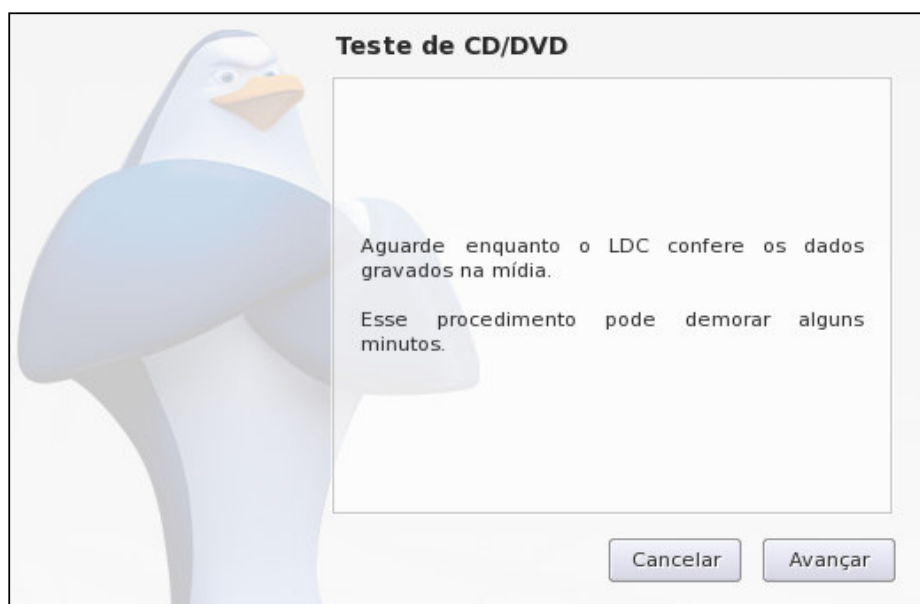 Teste de CD/DVD
Aguarde enquanto o LDC confere os dados
gravados na mídia.
Esse procedimento pode demorar alguns
minutos.
Cancelar
Avançar